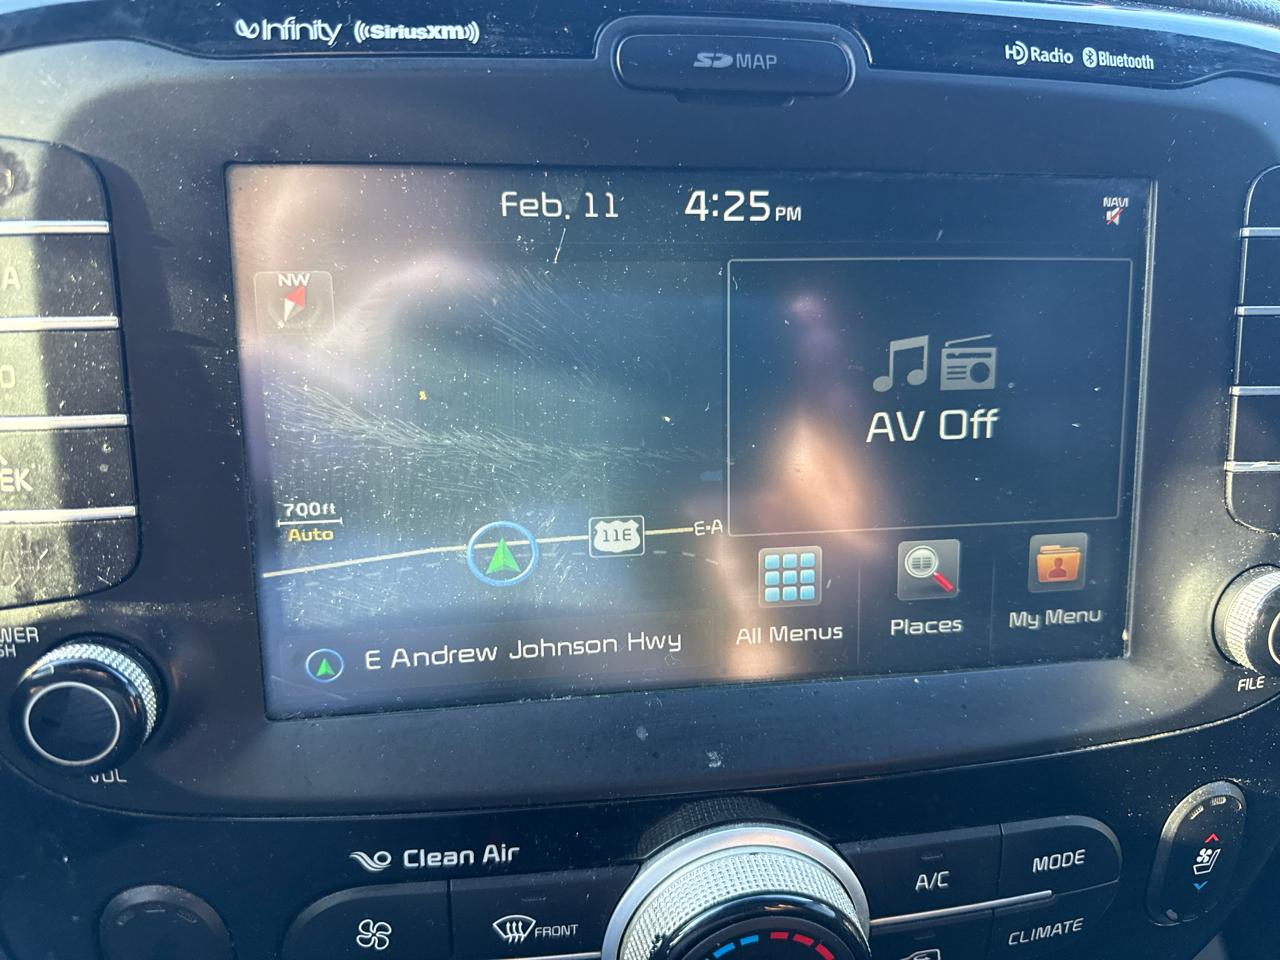 Infinity ((SiriusXM))
SD MAP
HD Radio Bluetooth
Feb. 11 4:25 PM
NAVI
NW
AV Off
700ft
Auto
11E
E-A
E Andrew Johnson Hwy
All Menus
Places
My Menu
VOL
FILE
Clean Air
FRONT
A/C
MODE
CLIMATE